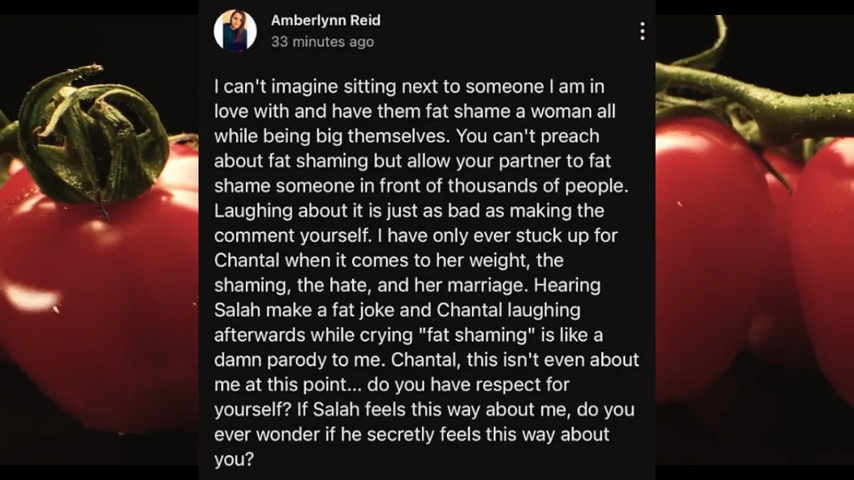 Amberlynn Reid
33 minutes ago
I can't imagine sitting next to someone I am in
love with and have them fat shame a woman all
while being big themselves. You can't preach
about fat shaming but allow your partner to fat
shame someone in front of thousands of people.
Laughing about it is just as bad as making the
comment yourself. I have only ever stuck up for
Chantal when it comes to her weight, the
shaming, the hate, and her marriage. Hearing
Salah make a fat joke and Chantal laughing
afterwards while crying "fat shaming" is like a
damn parody to me. Chantal, this isn't even about
me at this point... do you have respect for
yourself? If Salah feels this way about me, do you
ever wonder if he secretly feels this way about
you?